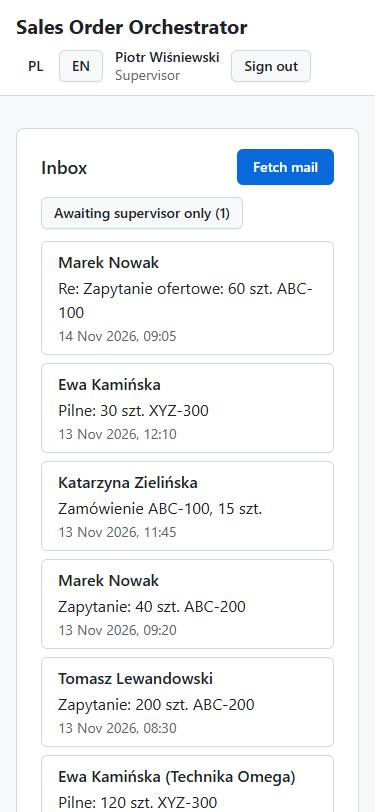 Sales Order Orchestrator
PL EN Piotr Wiśniewski Sign out
Supervisor
Inbox Fetch mail
Awaiting supervisor only (1)
Marek Nowak
Re: Zapytanie ofertowe: 60 szt. ABC-
100
14 Nov 2026, 09:05
Ewa Kamińska
Pilne: 30 szt. XYZ-300
13 Nov 2026, 12:10
Katarzyna Zielińska
Zamówienie ABC-100, 15 szt.
13 Nov 2026, 11:45
Marek Nowak
Zapytanie: 40 szt. ABC-200
13 Nov 2026, 09:20
Tomasz Lewandowski
Zapytanie: 200 szt. ABC-200
13 Nov 2026, 08:30
Ewa Kamińska (Technika Omega)
Pilne: 120 szt. XYZ-300